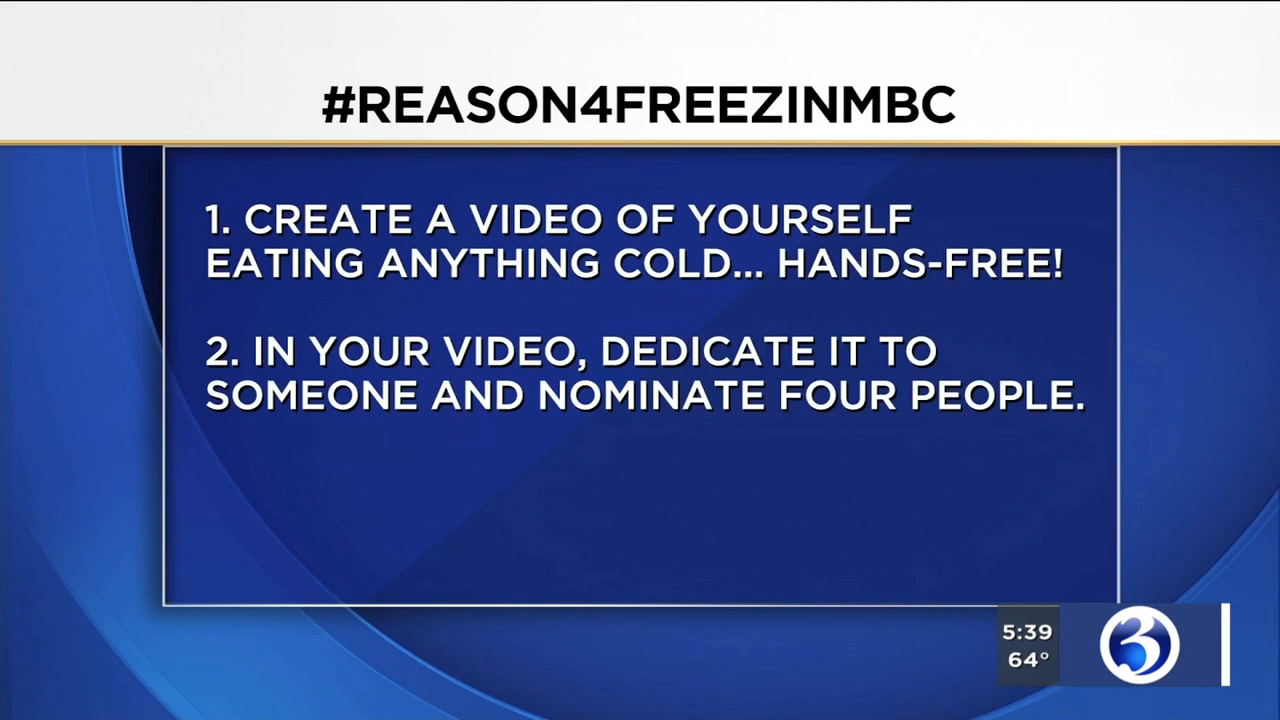 #REASON4FREEZINMBC
1. CREATE A VIDEO OF YOURSELF
EATING ANYTHING COLD... HANDS-FREE!
2. IN YOUR VIDEO, DEDICATE IT TO
SOMEONE AND NOMINATE FOUR PEOPLE.
5:39
64°
3